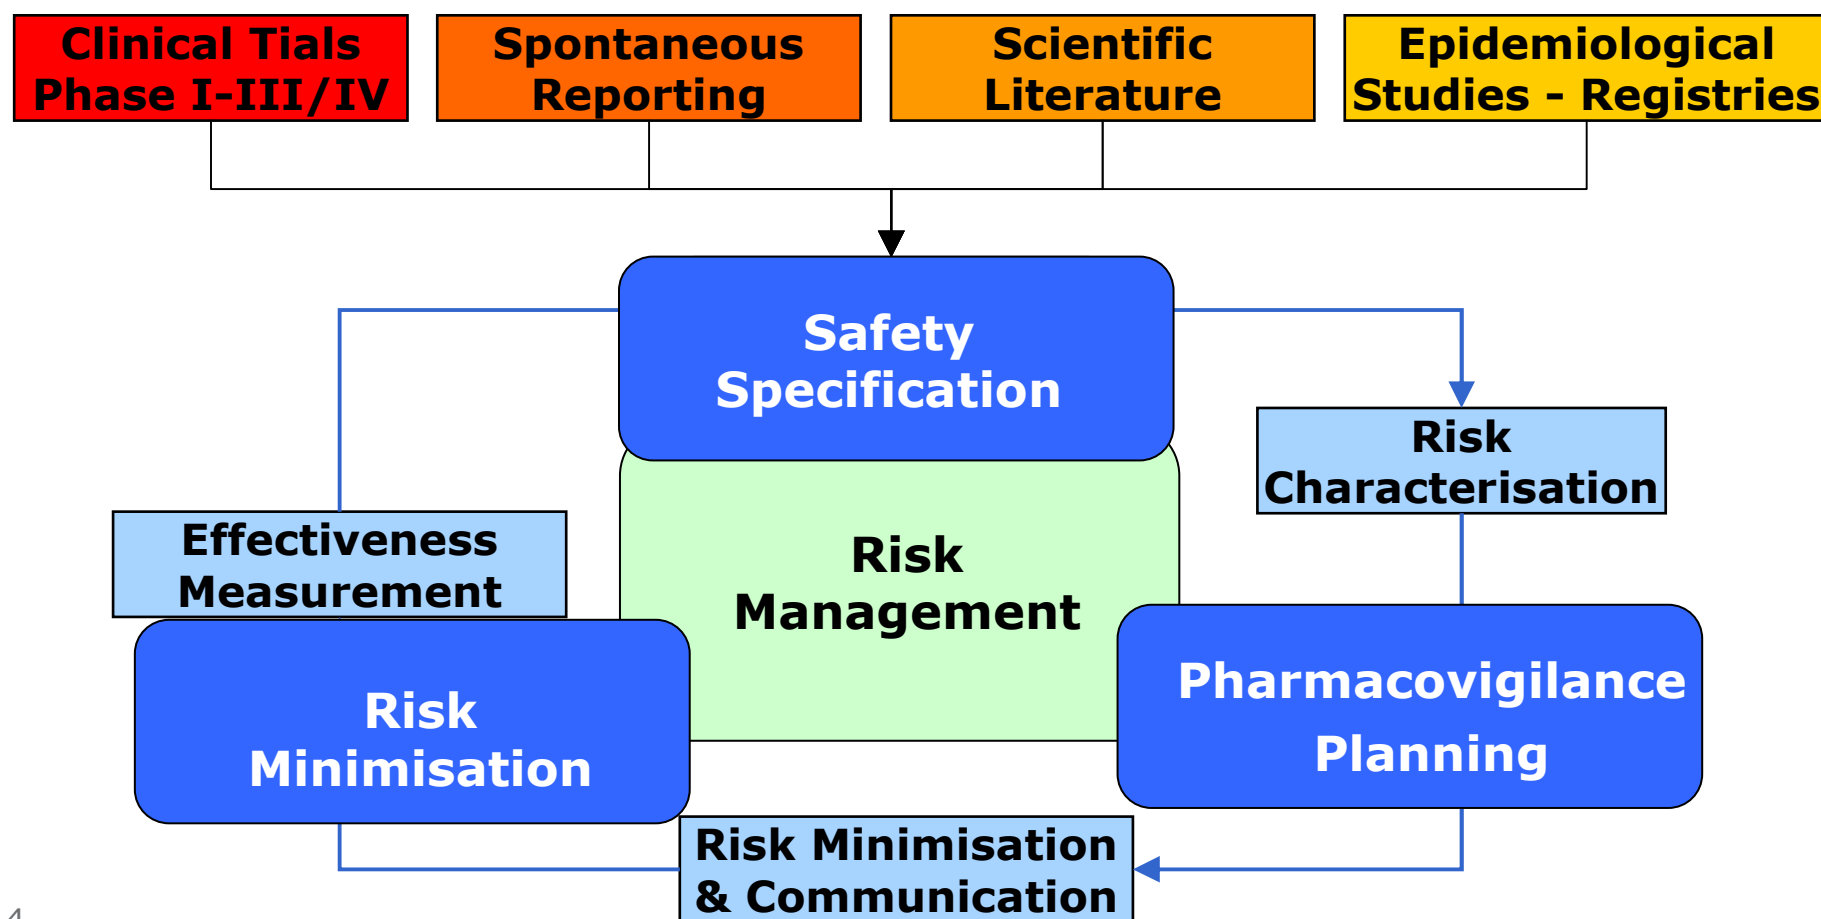 Clinical Tials
Phase I-III/IV
Spontaneous
Reporting
Scientific
Literature
Epidemiological
Studies - Registries
Safety
Specification
Risk
Characterisation
Effectiveness
Measurement
Risk
Management
Risk
Minimisation
Pharmacovigilance
Planning
Risk Minimisation
& Communication
4